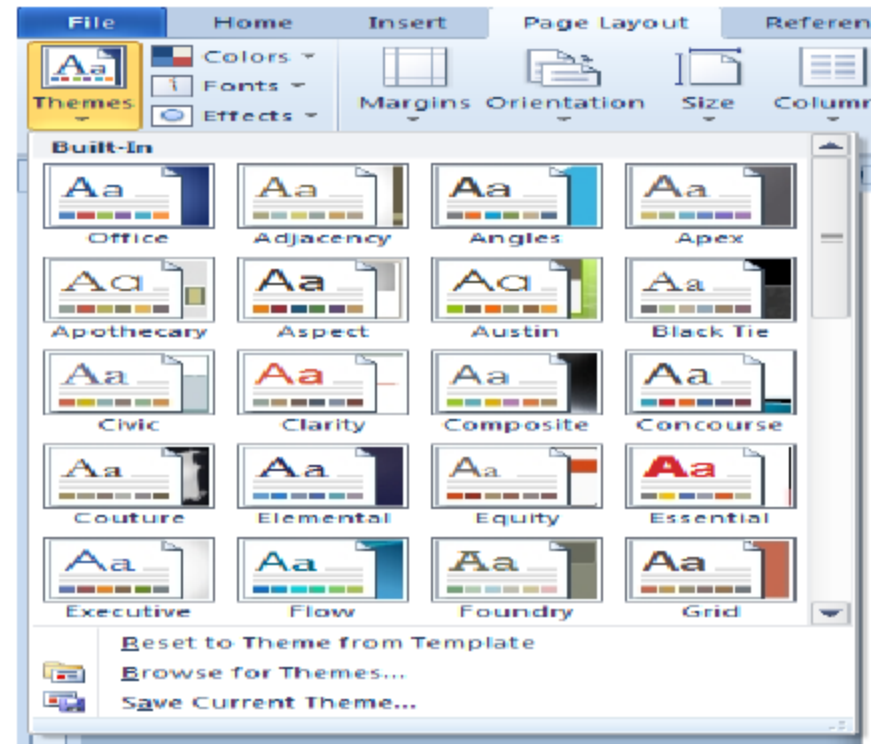 File Home Insert Page Layout Referen
Aa Colors
Fonts
Themes Effects Margins Orientation Size Column
Built-In
Aa Aa Aa Aa
Office Adjacency Angles Apex
Aa Aa Aa Aa
Apothecary Aspect Austin Black Tie
Aa Aa Aa Aa
Civic Clarity Composite Concourse
Aa Aa Aa Aa
Couture Elemental Equity Essential
Aa Aa Aa Aa
Executive Flow Foundry Grid
Reset to Theme from Template
Browse for Themes...
Save Current Theme...